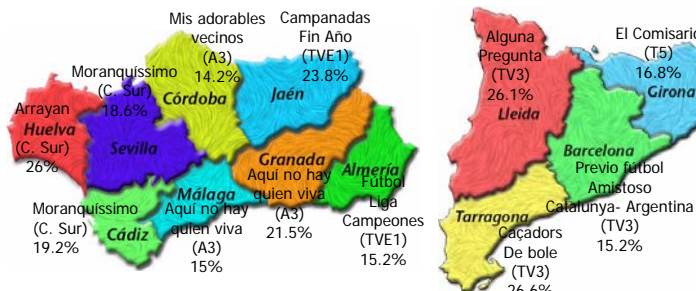 Mis adorables
vecinos
(A3)
14.2%
Córdoba
Campanadas
Fin Año
(TVE1)
23.8%
Jaén
Moranquíssimo
(C. Sur)
18.6%
Sevilla
Arrayan
Huelva
(C. Sur)
26%
Granada
Aquí no hay
quien viva
(A3)
21.5%
Almería
Fútbol
Liga
Campeones
(TVE1)
15.2%
Málaga
Aquí no hay
quien viva
(A3)
15%
Moranquíssimo
(C. Sur)
19.2%
Cádiz
Alguna
Pregunta
(TV3)
26.1%
Lleida
El Comisario
(T5)
16.8%
Girona
Barcelona
Previo fútbol
Amistoso
Catalunya- Argentina
(TV3)
15.2%
Tarragona
Caçadors
De bole
(TV3)
26.6%